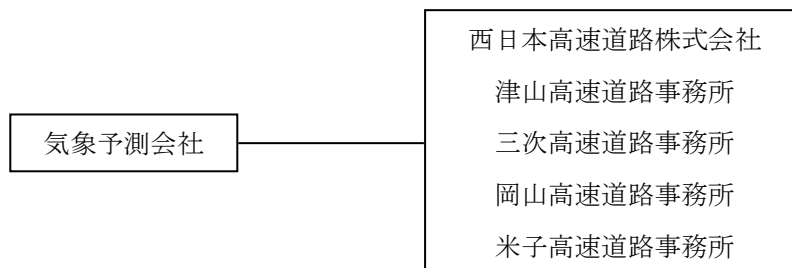 気象予測会社
西日本高速道路株式会社
津山高速道路事務所
三次高速道路事務所
岡山高速道路事務所
米子高速道路事務所